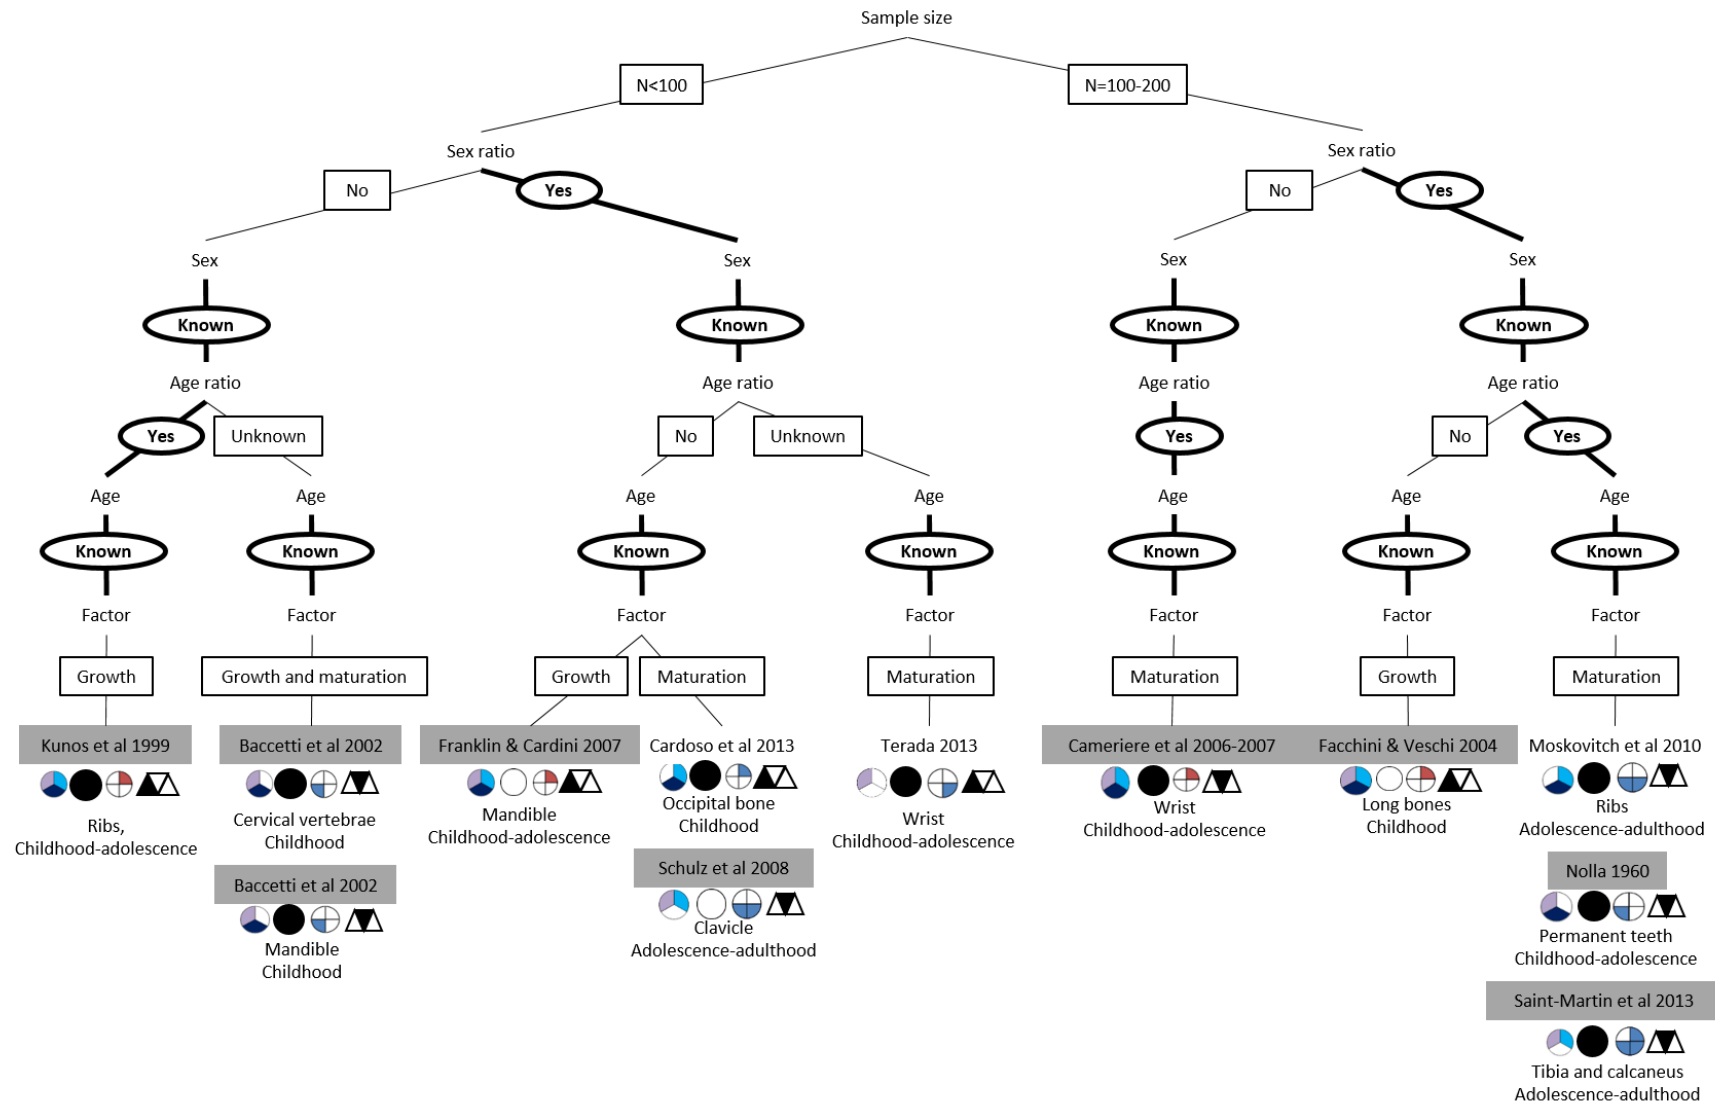 Sample size
N<100
N=100-200
Sex ratio
Sex ratio
No
Yes
No
Yes
Sex
Sex
Sex
Sex
Known
Known
Known
Known
Age ratio
Age ratio
Age ratio
Age ratio
Yes
Unknown
No
Unknown
Yes
No
Yes
Age
Age
Age
Age
Age
Age
Age
Known
Known
Known
Known
Known
Known
Known
Factor
Factor
Factor
Factor
Factor
Factor
Factor
Growth
Growth and maturation
Growth
Maturation
Maturation
Maturation
Growth
Maturation
Kunos et al 1999
Ribs,
Childhood-adolescence
Baccetti et al 2002
Cervical vertebrae
Childhood
Baccetti et al 2002
Mandible
Childhood
Franklin & Cardini 2007
Mandible
Childhood-adolescence
Cardoso et al 2013
Occipital bone
Childhood
Schulz et al 2008
Clavicle
Adolescence-adulthood
Terada 2013
Wrist
Childhood-adolescence
Cameriere et al 2006-2007
Wrist
Childhood-adolescence
Facchini & Veschi 2004
Long bones
Childhood
Moskovitch et al 2010
Ribs
Adolescence-adulthood
Nolla 1960
Permanent teeth
Childhood-adolescence
Saint-Martin et al 2013
Tibia and calcaneus
Adolescence-adulthood